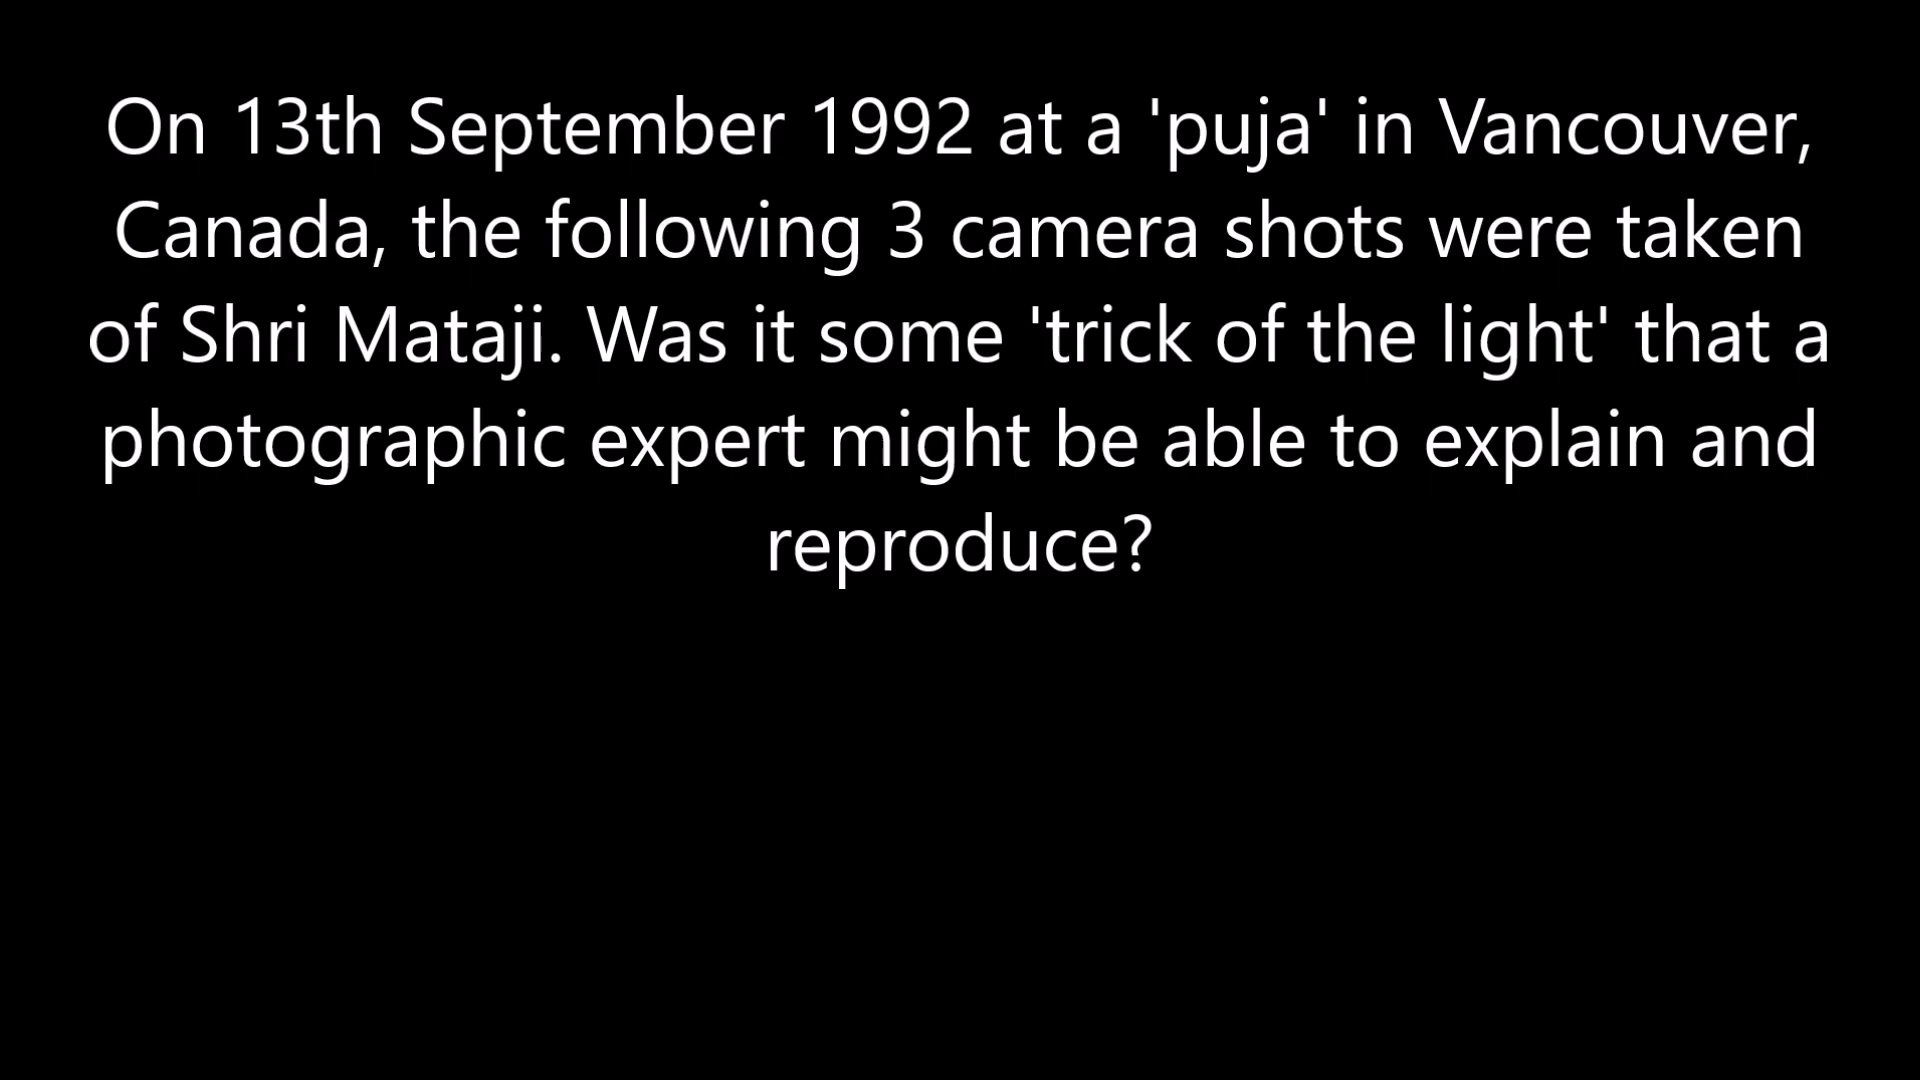 On 13th September 1992 at a 'puja' in Vancouver,
Canada, the following 3 camera shots were taken
of Shri Mataji. Was it some 'trick of the light' that a
photographic expert might be able to explain and
reproduce?